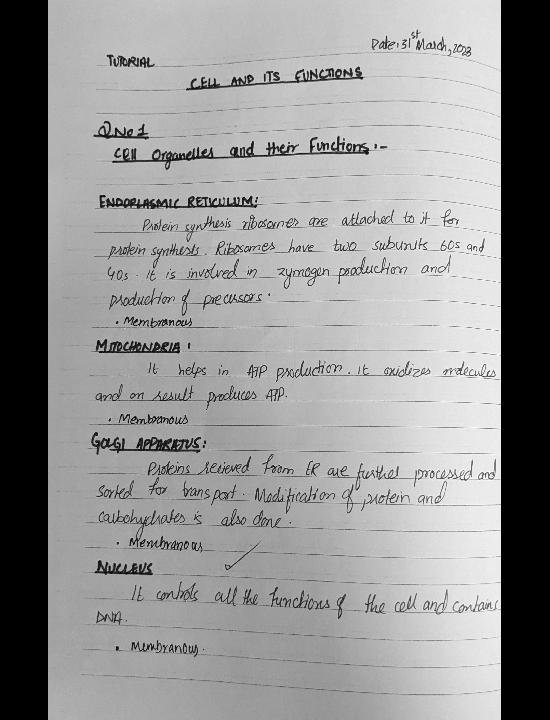 Date: 31st March, 2023
TUTORIAL
CELL AND ITS FUNCTIONS
Q No 1
Cell Organelles and their Functions :-
ENDOPLASMIC RETICULUM:
Protein synthesis ribosomes are attached to it for
protein synthesis. Ribosomes have two subunits 60s and
40s. it is involved in zymogen production and
production of precursors.
• Membranous
MITOCHONDRIA :
It helps in ATP production. it oxidizes molecules
and on result produces ATP.
• Membranous
GOLGI APPARATUS:
Proteins recieved from ER are further processed and
sorted for transport. Modification of protein and
carbohydrates is also done.
• Membranous
NUCLEUS
It controls all the functions of the cell and contains
DNA.
• Membranous.